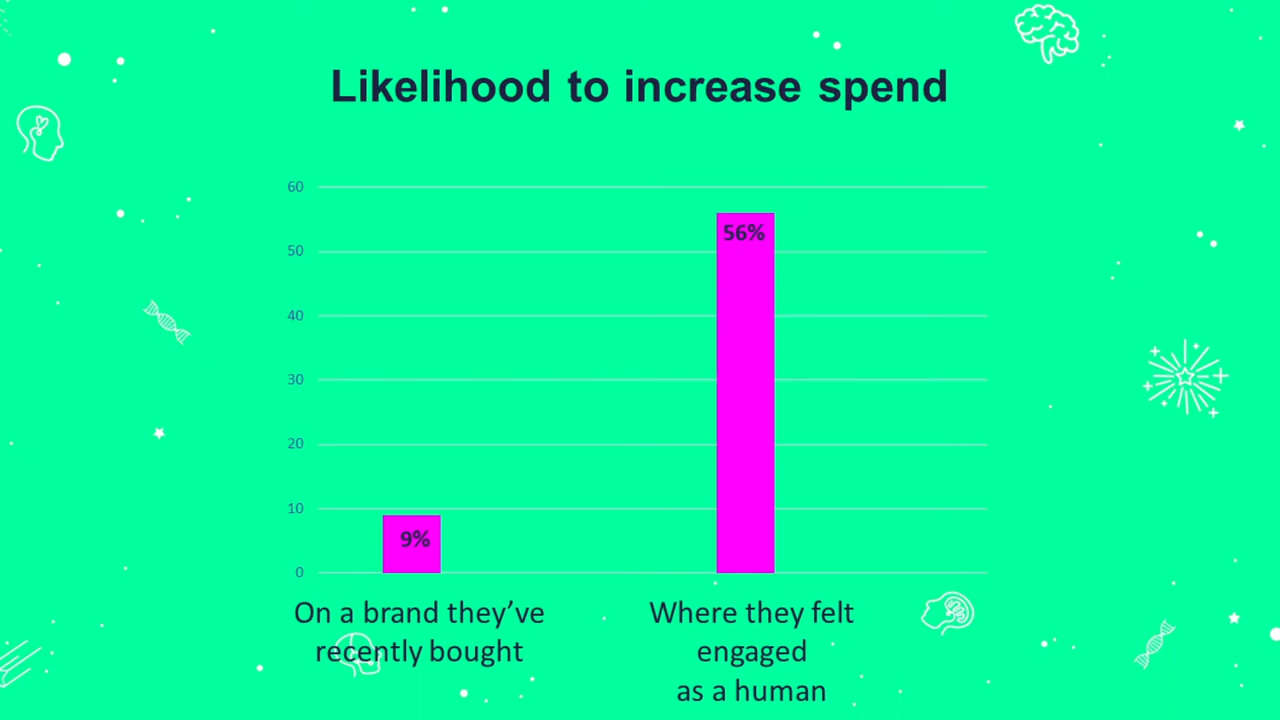 Likelihood to increase spend
60
50
40
30
20
10
0
56%
9%
On a brand they’ve
recently bought
Where they felt
engaged
as a human